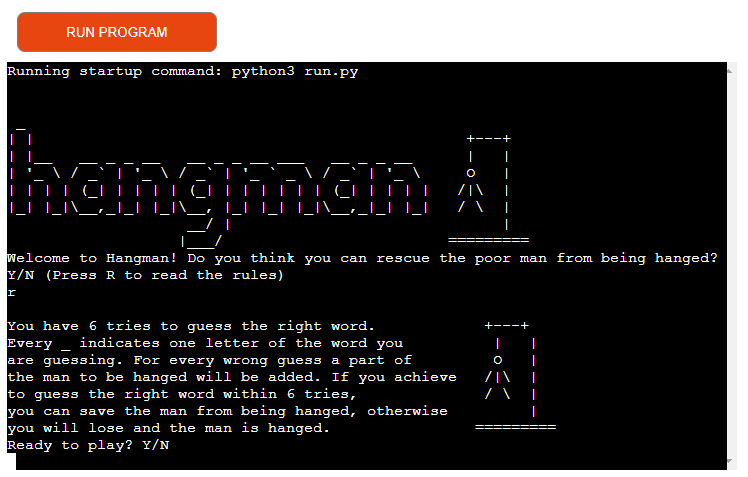 RUN PROGRAM
Running startup command: python3 run.py
hangman
Welcome to Hangman! Do you think you can rescue the poor man from being hanged?
Y/N (Press R to read the rules)
r
You have 6 tries to guess the right word.
Every _ indicates one letter of the word you
are guessing. For every wrong guess a part of
the man to be hanged will be added. If you achieve
to guess the right word within 6 tries,
you can save the man from being hanged, otherwise
you will lose and the man is hanged.
Ready to play? Y/N